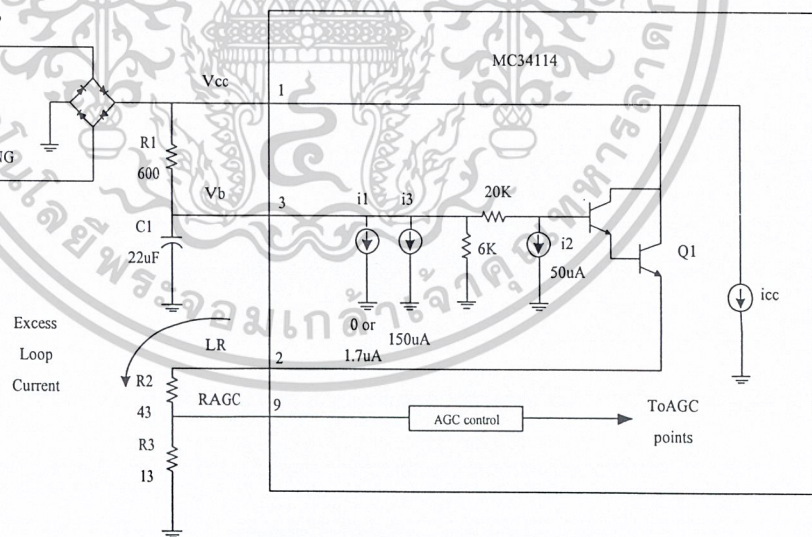 MC34114
Vcc
1
NG
R1
600
Vb
3
i1
i3
20K
C1
22uF
6K
i2
50uA
Q1
icc
0 or
1.7uA
150uA
Excess
Loop
Current
LR
2
R2
43
RAGC
9
AGC control
ToAGC
points
R3
13